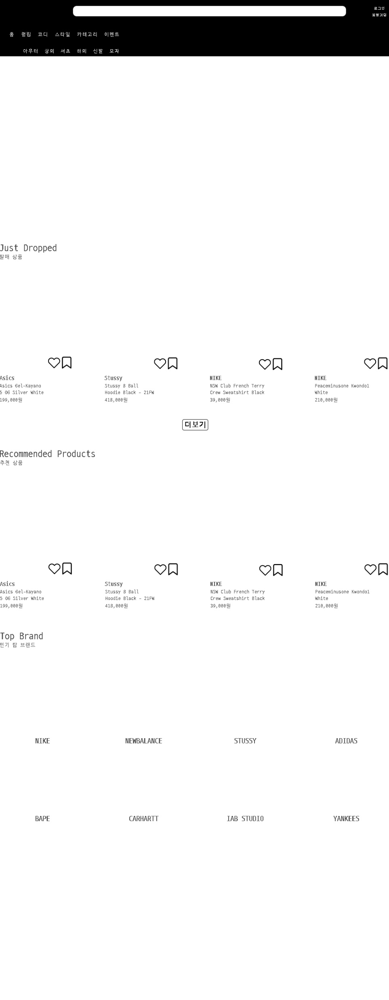 로그인
회원가입
홈 랭킹 코디 스타일 카테고리 이벤트
아우터 상의 셔츠 하의 신발 모자
Just Dropped
발매 상품
Asics
Asics Gel-Kayano
5 OG Silver White
199,000원
Stussy
Stussy 8 Ball
Hoodie Black - 21FW
418,000원
NIKE
NSW Club French Terry
Crew Sweatshirt Black
39,000원
NIKE
Peaceminusone Kwondo1
White
210,000원
더보기
Recommended Products
추천 상품
Asics
Asics Gel-Kayano
5 OG Silver White
199,000원
Stussy
Stussy 8 Ball
Hoodie Black - 21FW
418,000원
NIKE
NSW Club French Terry
Crew Sweatshirt Black
39,000원
NIKE
Peaceminusone Kwondo1
White
210,000원
Top Brand
인기 탑 브랜드
NIKE NEWBALANCE STUSSY ADIDAS
BAPE CARHARTT IAB STUDIO YANKEES